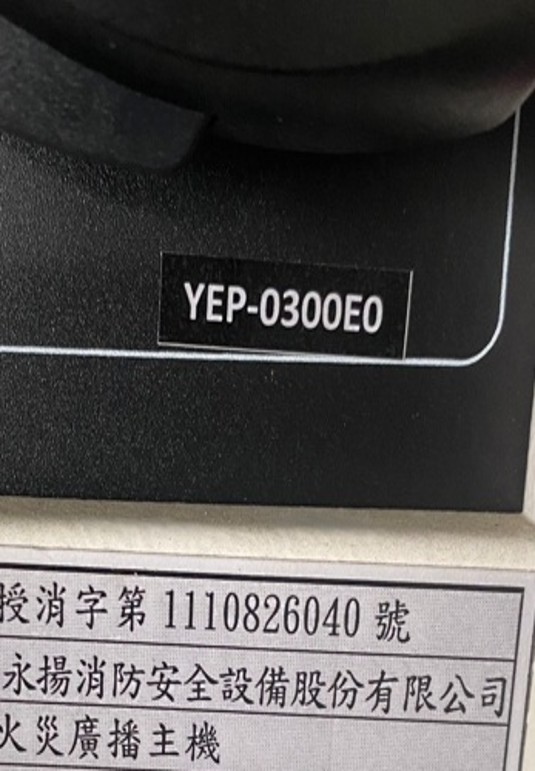 YEP-0300E0
授消字第 1110826040 號
永揚消防安全設備股份有限公司
火災廣播主機